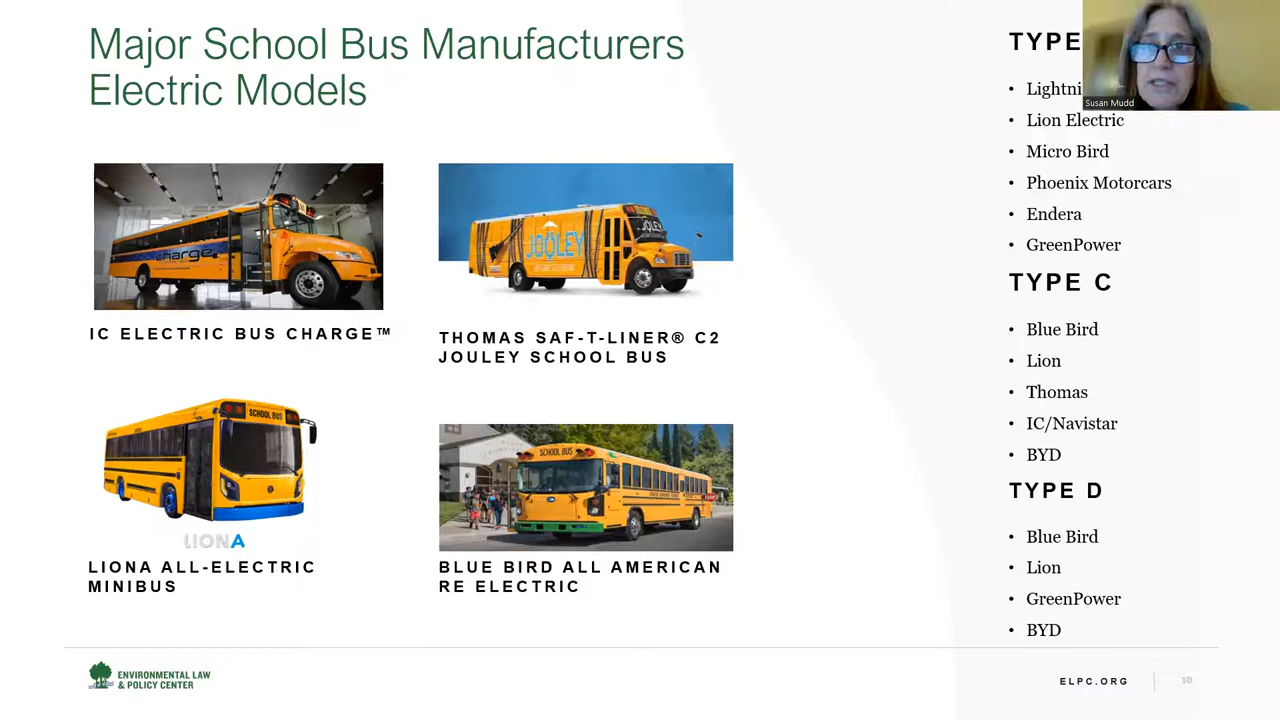 Major School Bus Manufacturers
Electric Models
charge
JOULEY
IC ELECTRIC BUS CHARGE™
THOMAS SAF-T-LINER® C2
JOULEY SCHOOL BUS
SCHOOL BUS
LIONA
LIONA ALL-ELECTRIC
MINIBUS
SCHOOL BUS
BLUE BIRD ALL AMERICAN
RE ELECTRIC
TYPE
Susan Mudd
• Lion Electric
• Micro Bird
• Phoenix Motorcars
• Endera
• GreenPower
TYPE C
• Blue Bird
• Lion
• Thomas
• IC/Navistar
• BYD
TYPE D
• Blue Bird
• Lion
• GreenPower
• BYD
ENVIRONMENTAL LAW
& POLICY CENTER
ELPC.ORG
10